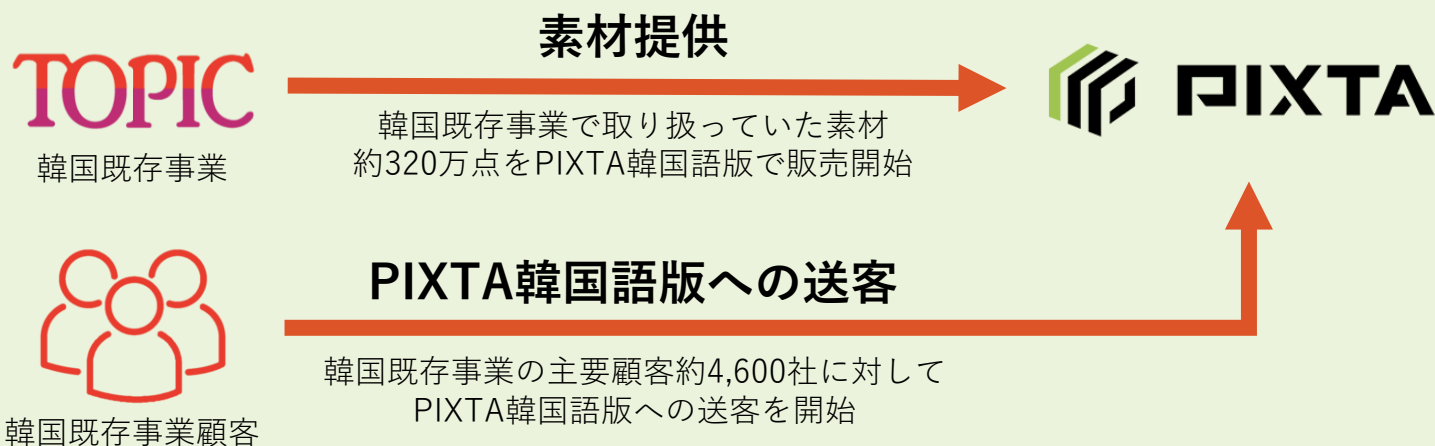 素材提供
TOPIC
韓国既存事業
韓国既存事業で取り扱っていた素材
約320万点をPIXTA韓国語版で販売開始
PIXTA
PIXTA韓国語版への送客
韓国既存事業の主要顧客約4,600社に対して
PIXTA韓国語版への送客を開始
韓国既存事業顧客